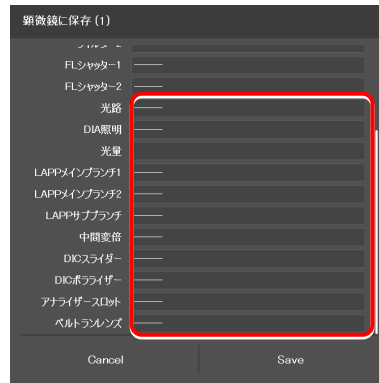 顕微鏡に保存 (1)
FLシャッター1 ―――
FLシャッター2 ―――
光路 ―――
DIA照明 ―――
光量
LAPPメインブランチ1 ―――
LAPPメインブランチ2 ―――
LAPPサブブランチ ―――
中間変倍 ―――
DICスライダー ―――
DICポラライザー ―――
アナライザースロット ―――
ベルトランレンズ ―――
Cancel Save